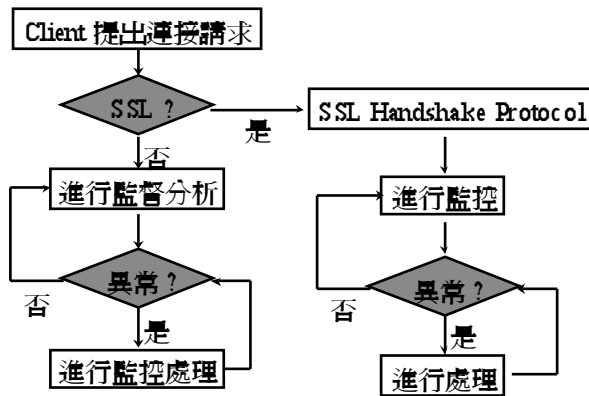 Client 提出連接請求
SSL ?
是
SSL Handshake Protocol
否
進行監督分析
進行監控
異常 ?
異常 ?
否
否
是
是
進行監控處理
進行處理